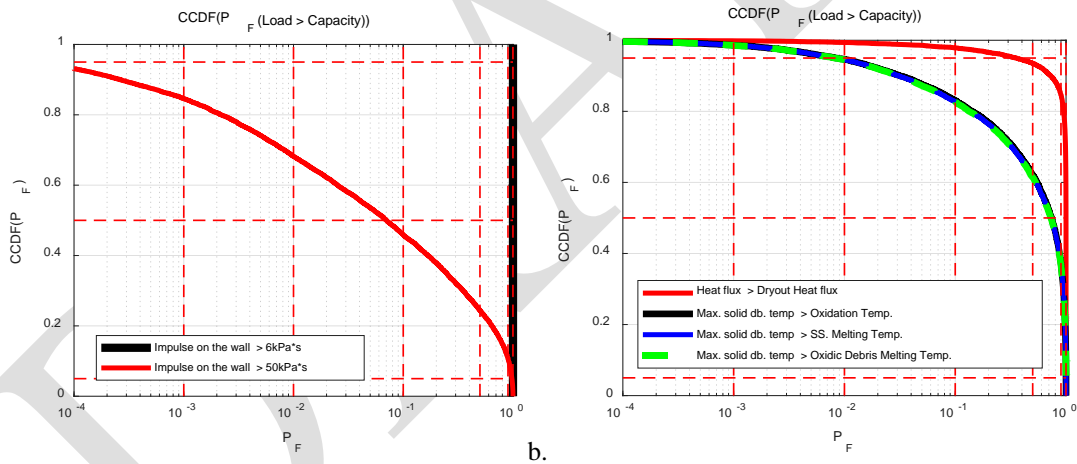 CCDF(P F (Load > Capacity))
1
0.8
0.6
0.4
0.2
0
CCDF(P F )
Impulse on the wall > 6kPa*s
Impulse on the wall > 50kPa*s
10 -4
10 -3
10 -2
10 -1
10 0
P F
CCDF(P F (Load > Capacity))
1
0.8
0.6
0.4
0.2
0
CCDF(P F )
Heat flux > Dryout Heat flux
Max. solid db. temp > Oxidation Temp.
Max. solid db. temp > SS. Melting Temp.
Max. solid db. temp > Oxidic Debris Melting Temp.
10 -4
10 -3
10 -2
10 -1
10 0
P F
b.